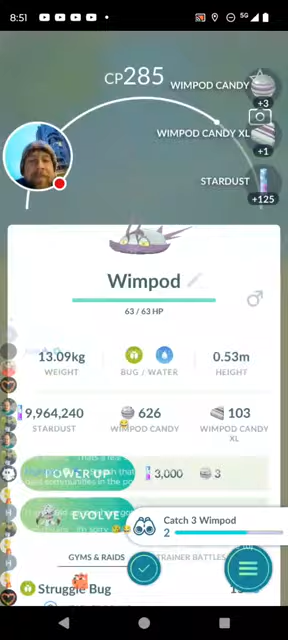 8:51
5G
CP285
WIMPOD CANDY
+3
WIMPOD CANDY XL
+1
STARDUST
+125
Wimpod
63 / 63 HP
13.09kg
WEIGHT
BUG / WATER
0.53m
HEIGHT
9,964,240
STARDUST
626
WIMPOD CANDY
103
WIMPOD CANDY
XL
POWER UP
3,000
3
EVOLVE
Catch 3 Wimpod
2
GYMS & RAIDS
TRAINER BATTLES
Struggle Bug